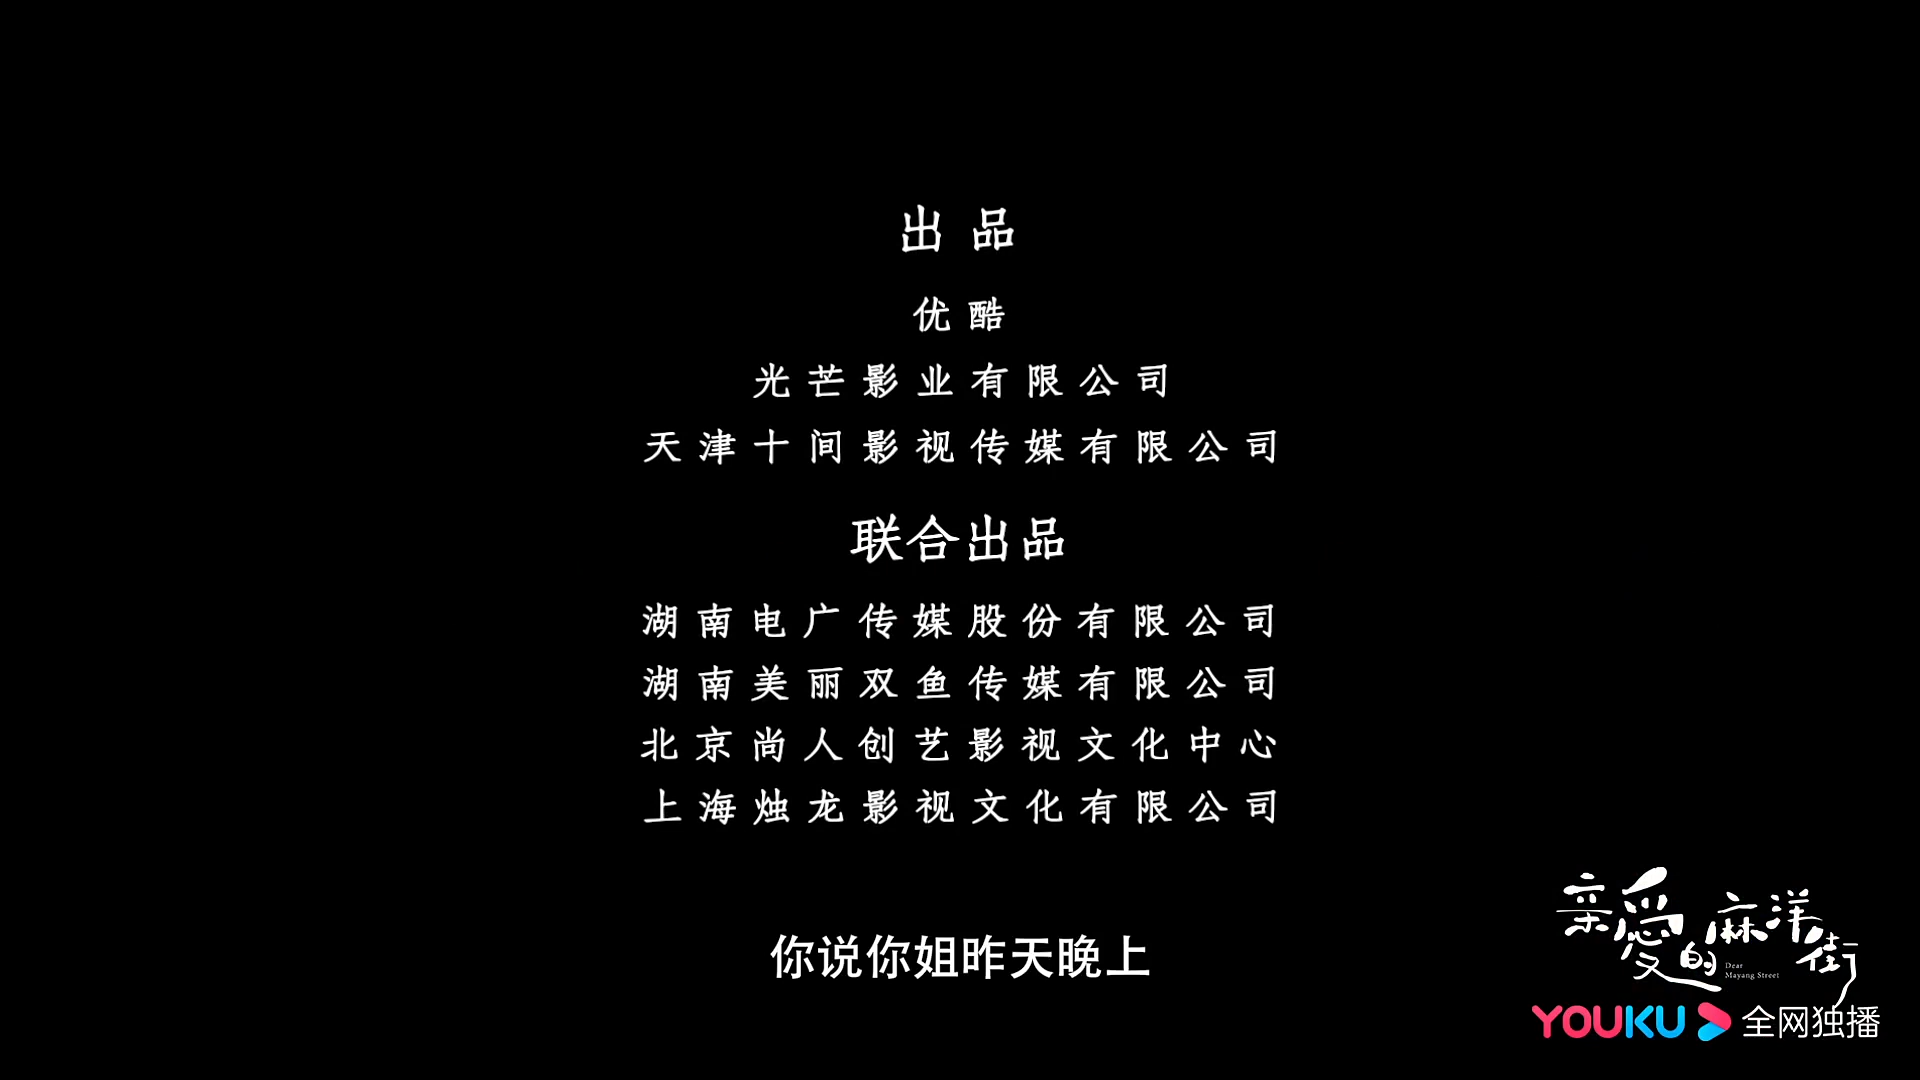 出品
优酷
光芒影业有限公司
天津十间影视传媒有限公司
联合出品
湖南电广传媒股份有限公司
湖南美丽双鱼传媒有限公司
北京尚人创艺影视文化中心
上海烛龙影视文化有限公司
你说你姐昨天晚上
亲爱的麻洋街
Dear
Mayang Street
YOUKU 全网独播